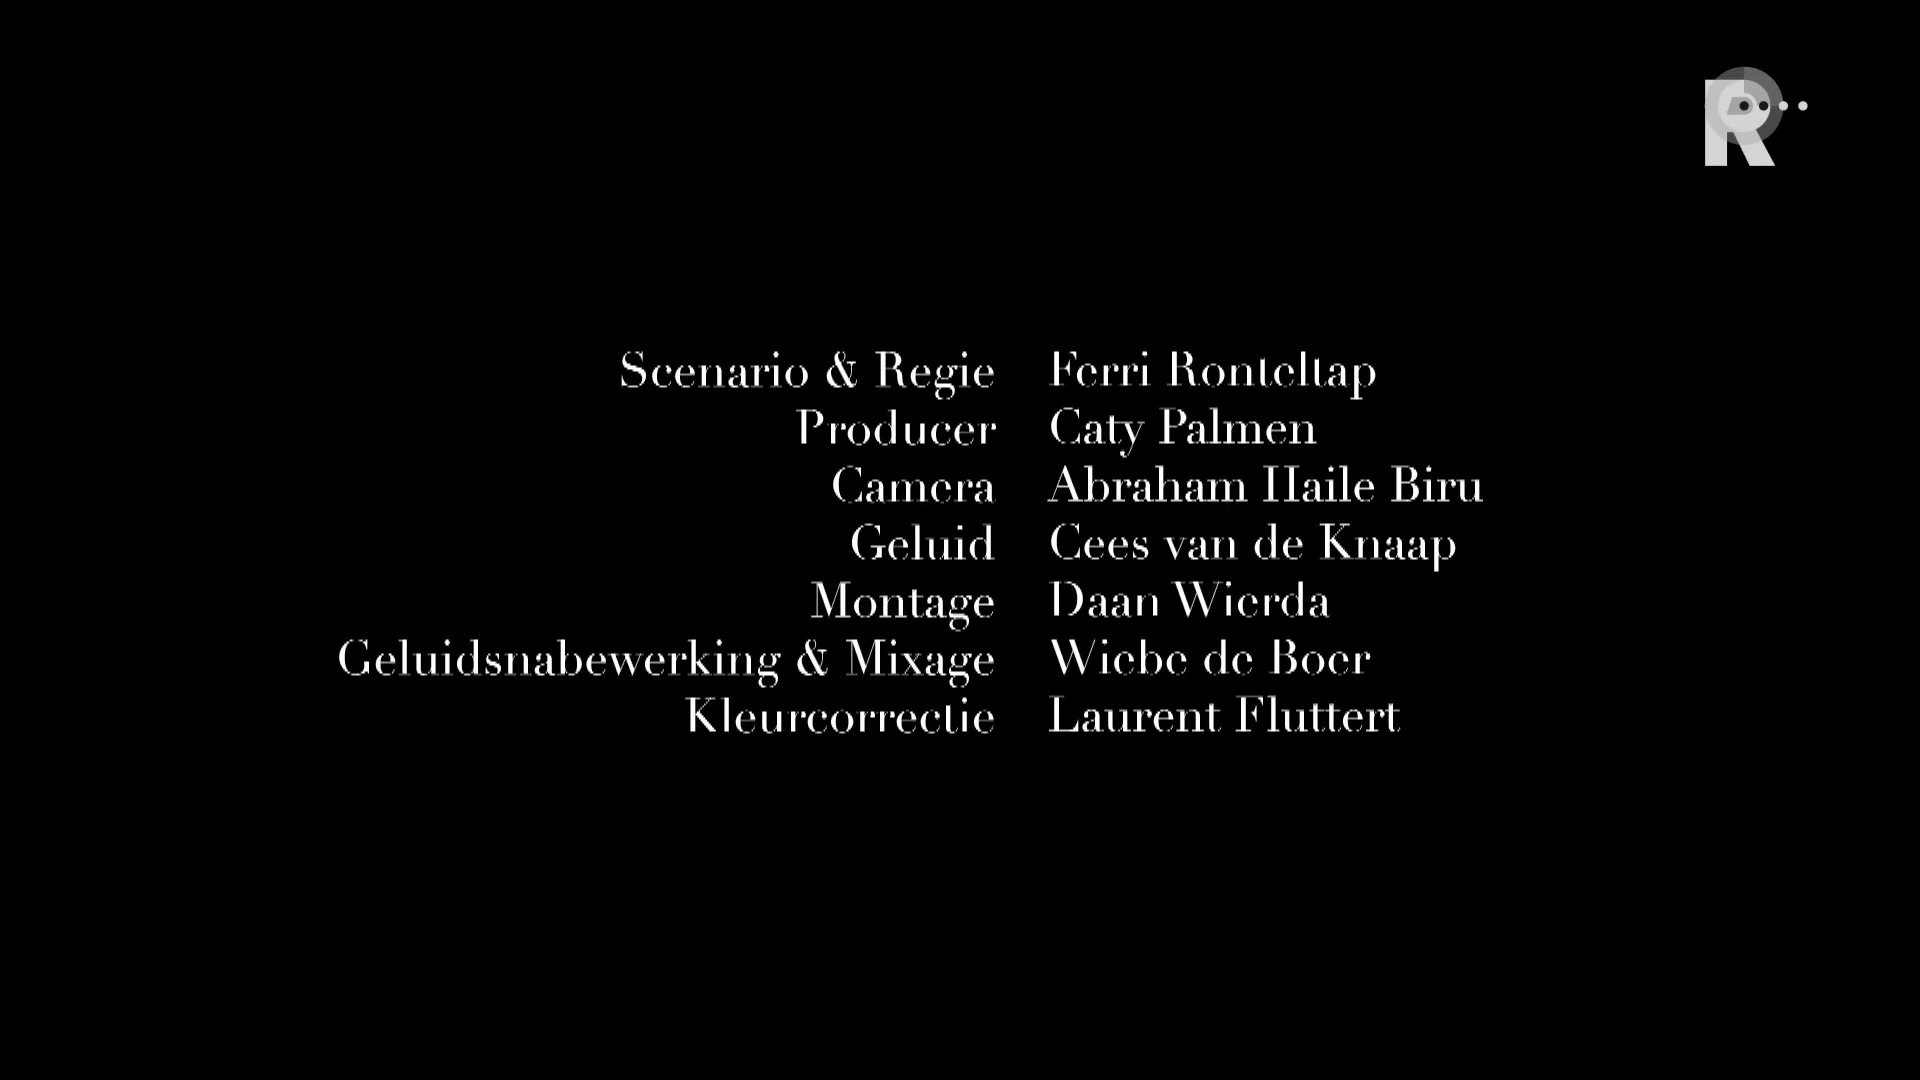 Scenario & Regie Ferri Ronteltap
Producer Caty Palmen
Camera Abraham Haile Biru
Geluid Cees van de Knaap
Montage Daan Wierda
Geluidsnabewerking & Mixage Wiebe de Boer
Kleurcorrectie Laurent Fluttert
R